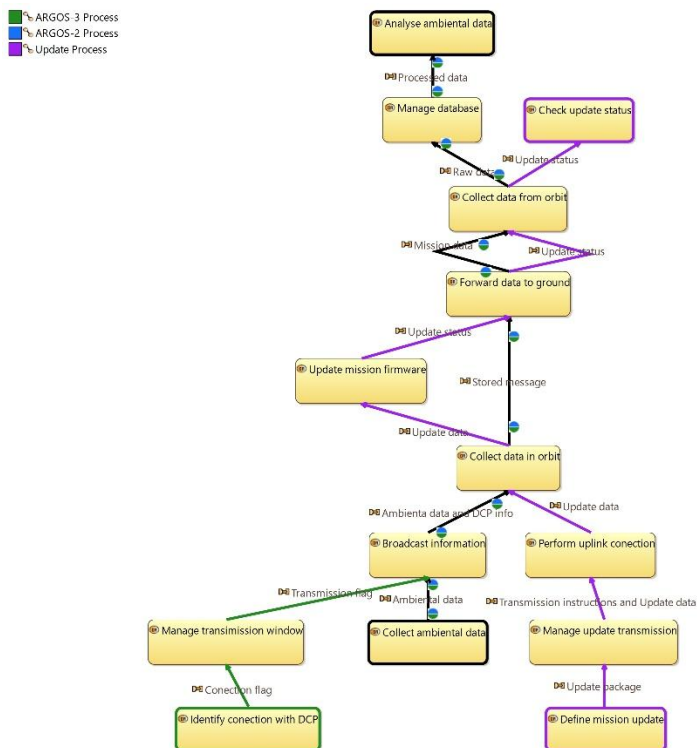 ARGOS-3 Process
ARGOS-2 Process
Update Process
Analyse ambiental data
Processed data
Manage database
Check update status
Update status
Raw data
Collect data from orbit
Mission data
Update status
Forward data to ground
Update status
Update mission firmware
Stored message
Update data
Collect data in orbit
Ambienta data and DCP info
Update data
Broadcast information
Perform uplink conection
Transmission flag
Ambiental data
Transmission instructions and Update data
Manage transimission window
Collect ambiental data
Manage update transmission
Conection flag
Update package
Identify conection with DCP
Define mission update